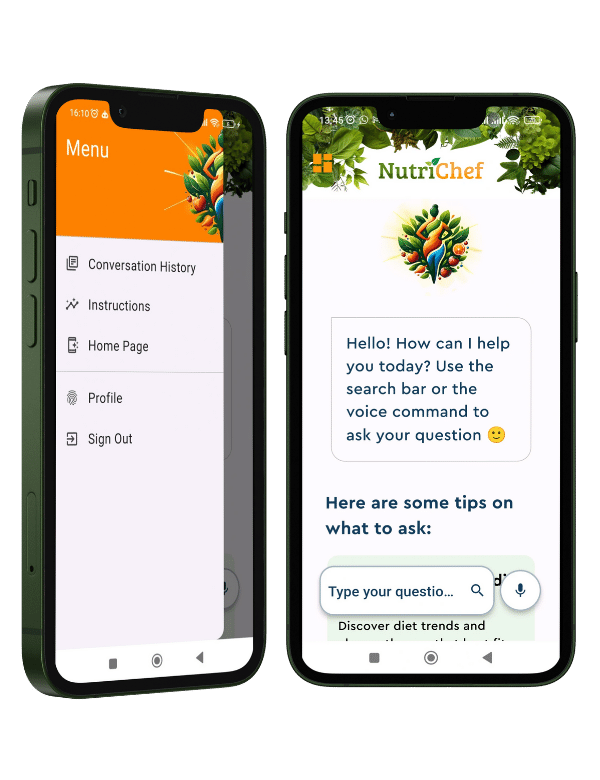 16:10
Menu
Conversation History
Instructions
Home Page
Profile
Sign Out
13:45
NutriChef
Hello! How can I help
you today? Use the
search bar or the
voice command to
ask your question 🙂
Here are some tips on
what to ask:
Type your questio...
Discover diet trends and